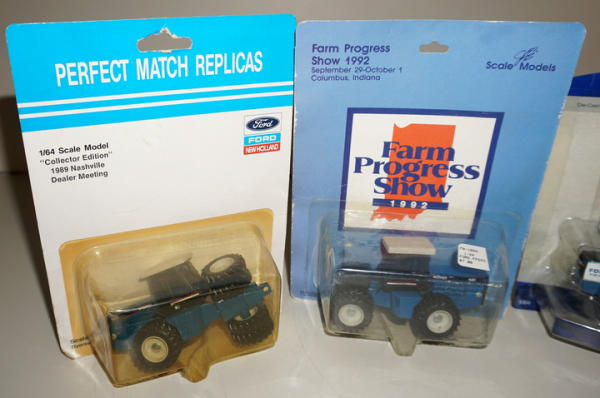 PERFECT MATCH REPLICAS
1/64 Scale Model
"Collector Edition"
1989 Nashville
Dealer Meeting
Ford
FORD
NEW HOLLAND
Farm Progress
Show 1992
September 29-October 1
Columbus, Indiana
Scale Models
Farm
Progress
Show
1992